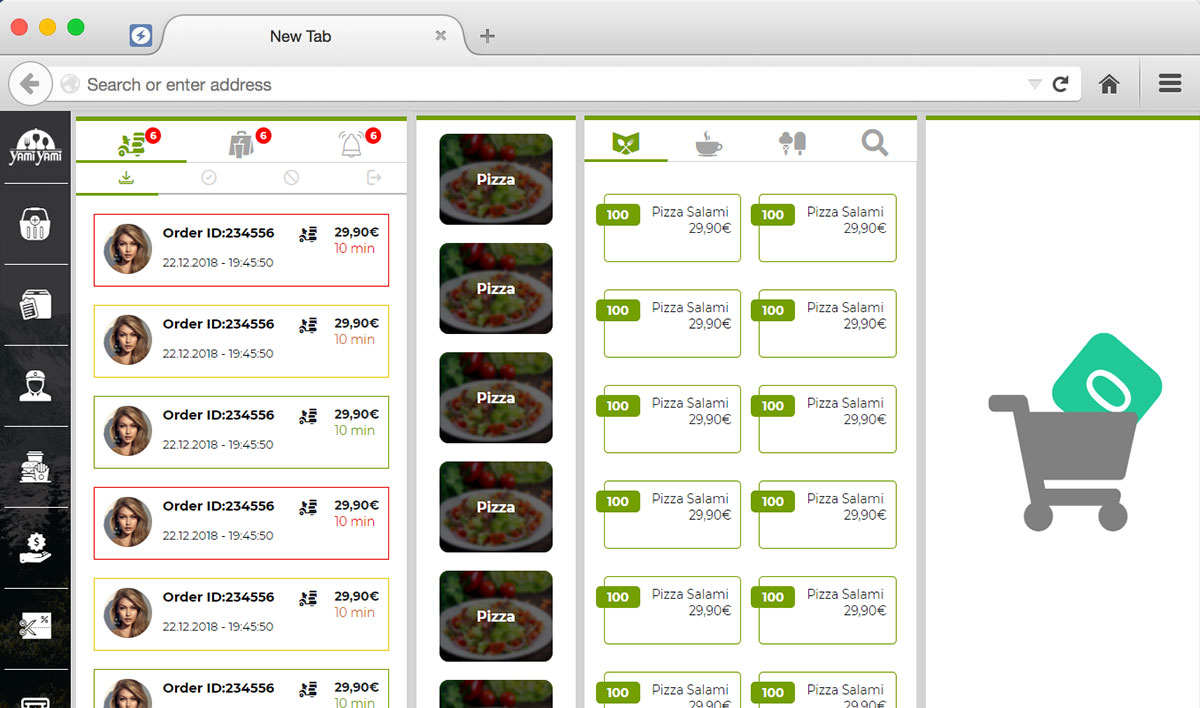 New Tab
Search or enter address
Yami Yami
6
6
6
Order ID:234556
29,90€
22.12.2018 - 19:45:50
10 min
Order ID:234556
29,90€
22.12.2018 - 19:45:50
10 min
Order ID:234556
29,90€
22.12.2018 - 19:45:50
10 min
Order ID:234556
29,90€
22.12.2018 - 19:45:50
10 min
Order ID:234556
29,90€
22.12.2018 - 19:45:50
10 min
Order ID:234556
29,90€
10 min
Pizza
Pizza
Pizza
Pizza
Pizza
100 Pizza Salami
29,90€
100 Pizza Salami
29,90€
100 Pizza Salami
29,90€
100 Pizza Salami
29,90€
100 Pizza Salami
29,90€
100 Pizza Salami
29,90€
100 Pizza Salami
29,90€
100 Pizza Salami
29,90€
100 Pizza Salami
29,90€
100 Pizza Salami
29,90€
100 Pizza Salami
29,90€
100 Pizza Salami
29,90€
0